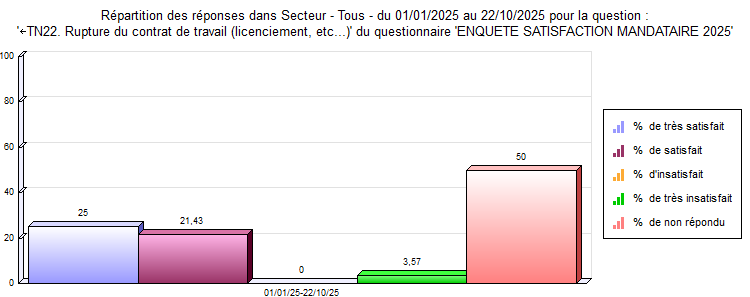 Répartition des réponses dans Secteur - Tous - du 01/01/2025 au 22/10/2025 pour la question :
'←TN22. Rupture du contrat de travail (licenciement, etc...)' du questionnaire 'ENQUETE SATISFACTION MANDATAIRE 2025'
100
80
60
40
20
0
25
21,43
0
3,57
50
01/01/25-22/10/25
% de très satisfait
% de satisfait
% d'insatisfait
% de très insatisfait
% de non répondu